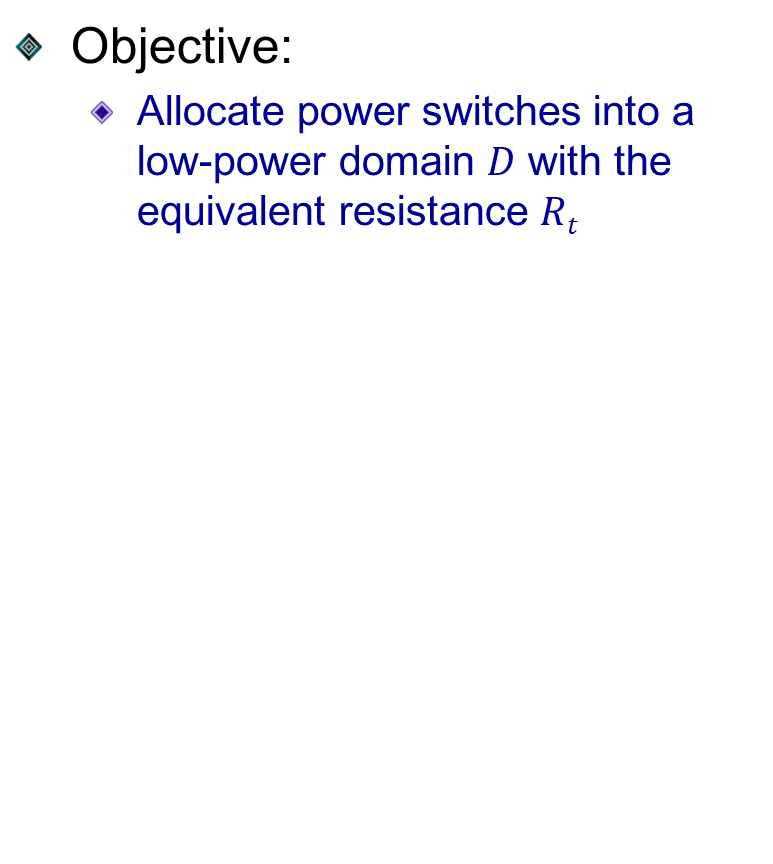 Objective:
Allocate power switches into a
low-power domain D with the
equivalent resistance Rₜ